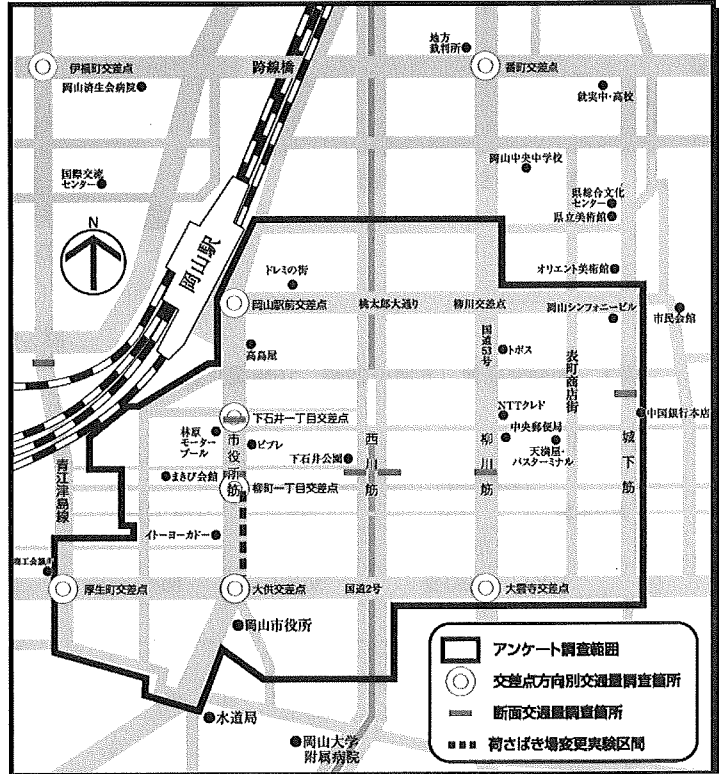 地方
裁判所
伊福町交差点
跨線橋
番町交差点
岡山済生会病院
就実中・高校
岡山中央中学校
国際交流
センター
県総合文化
センター
県立美術館
N
岡山駅
ドレミの街
オリエント美術館
岡山駅前交差点
桃太郎大通り
柳川交差点
岡山シンフォニービル
市民会館
国道53号
トポス
高島屋
表町商店街
NTTクレド
中国銀行本店
下石井一丁目交差点
中央郵便局
林原
モーター
プール
市役所筋
ビブレ
西川筋
柳川筋
天満屋・
バスターミナル
城下筋
下石井公園
まきび会館
柳町一丁目交差点
青江津島線
イトーヨーカドー
商工会議所
厚生町交差点
大供交差点
国道2号
大雲寺交差点
岡山市役所
水道局
岡山大学
附属病院
アンケート調査範囲
交差点方向別交通量調査箇所
断面交通量調査箇所
荷さばき場変更実験区間